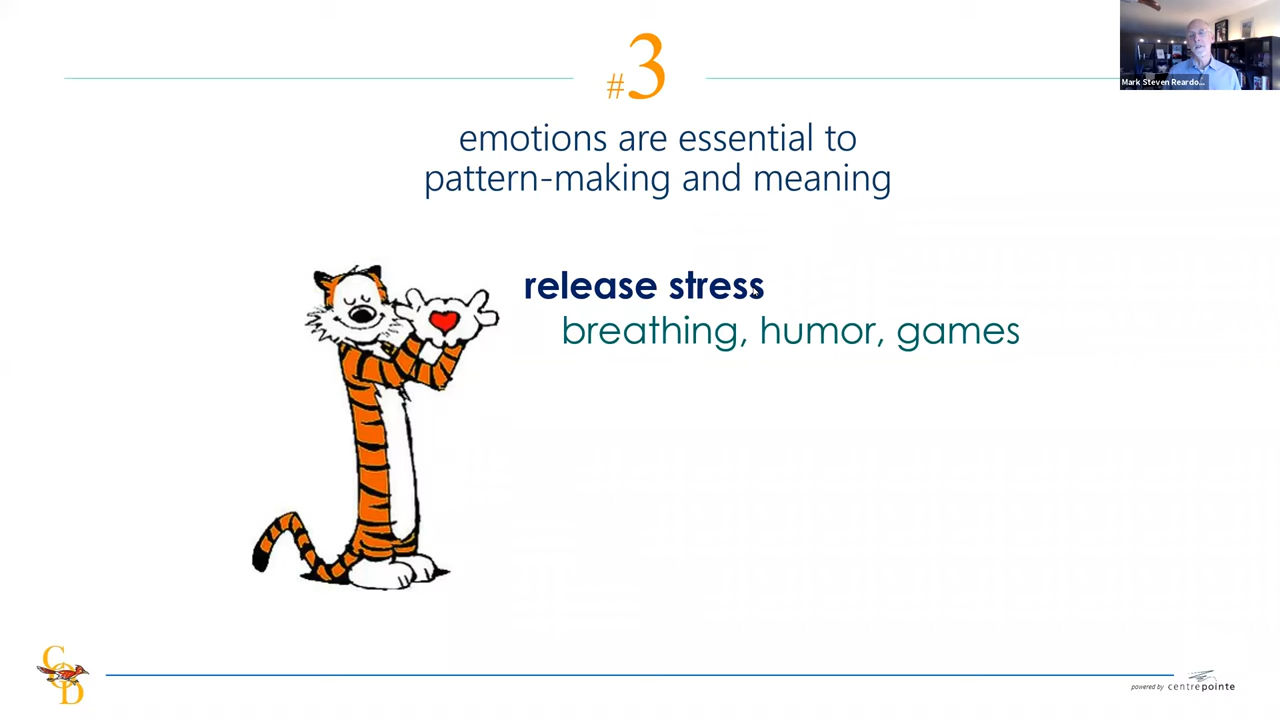 #3
Mark Steven Reardo...
emotions are essential to
pattern-making and meaning
release stress
breathing, humor, games
COD
powered by centrepointe